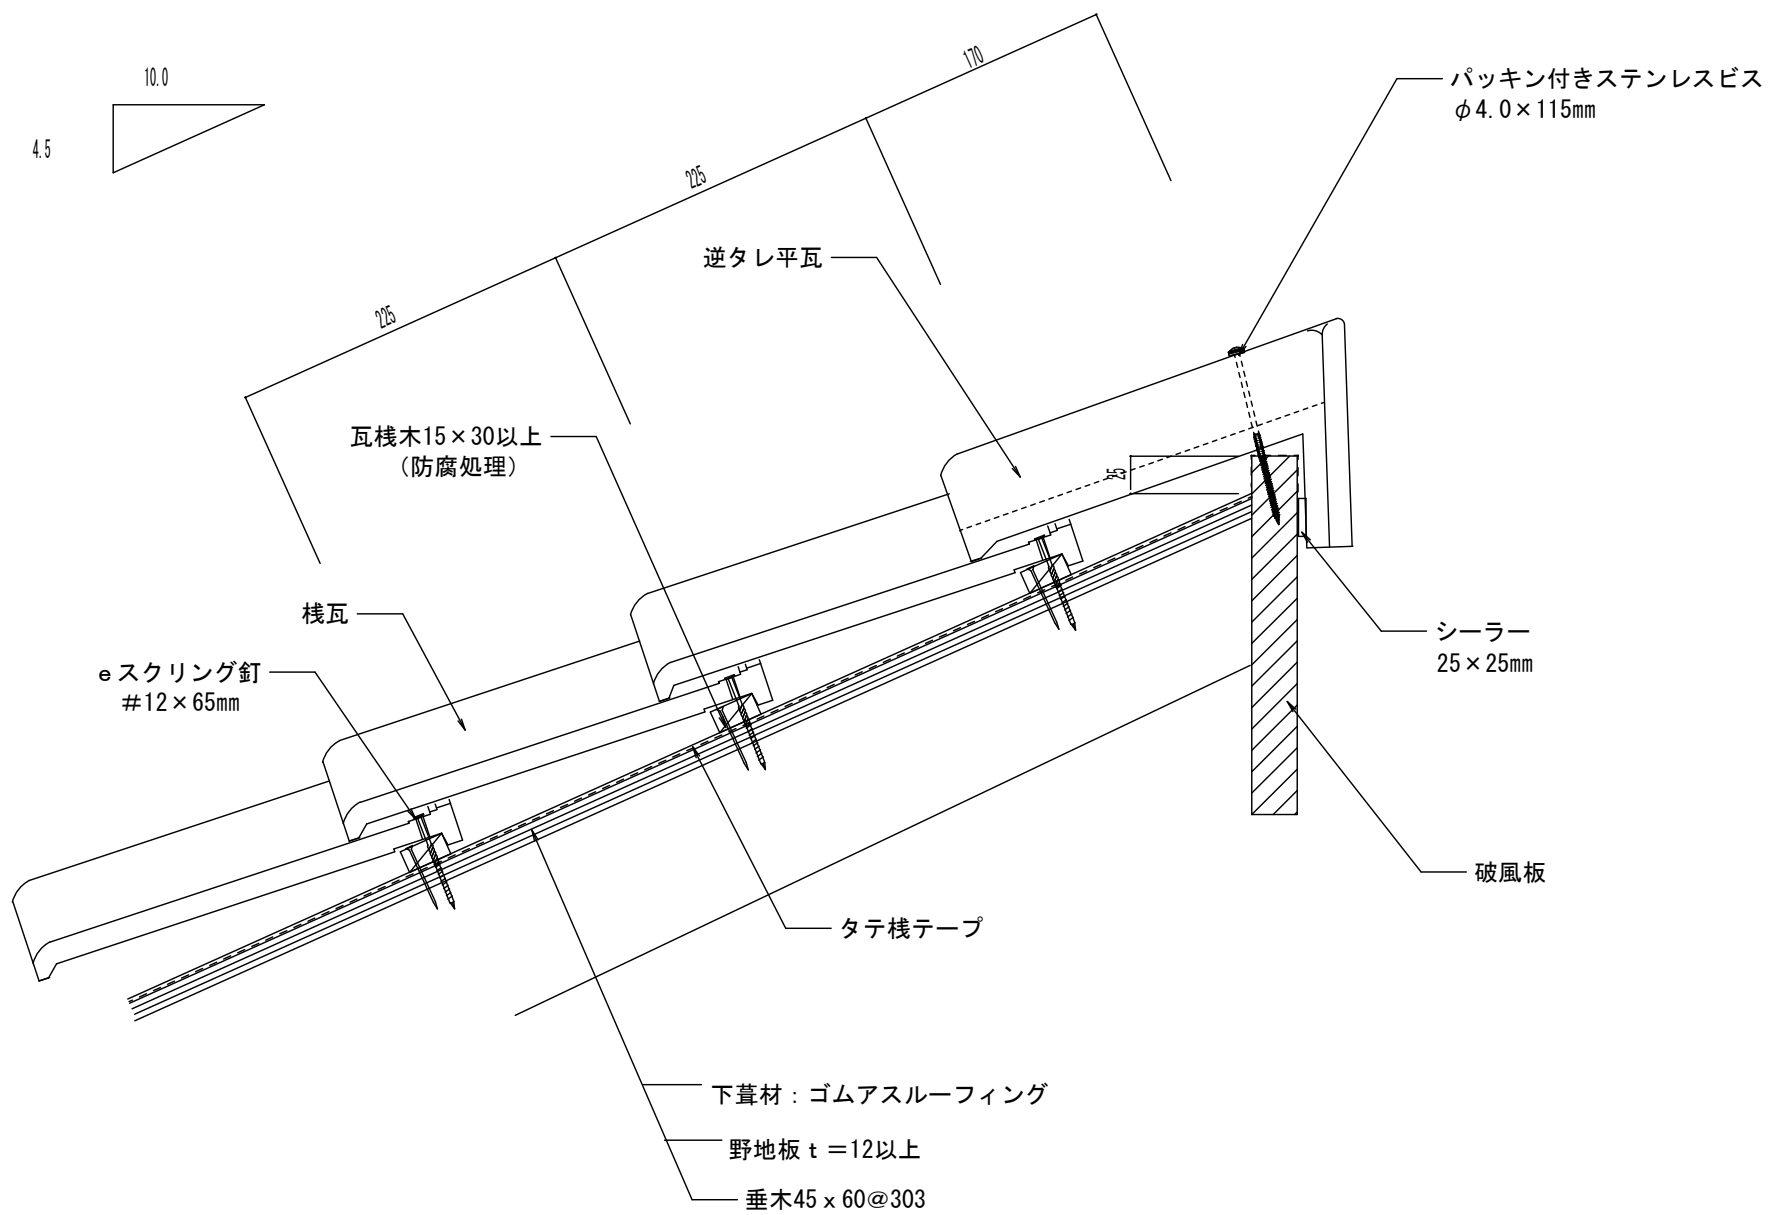 10.0
4.5
170
225
225
パッキン付きステンレスビス
φ4.0×115mm
逆タレ平瓦
瓦桟木15×30以上
（防腐処理）
25
桟瓦
eスクリング釘
#12×65mm
シーラー
25×25mm
破風板
タテ桟テープ
下葺材：ゴムアスルーフィング
野地板ｔ＝12以上
垂木45ｘ60@303